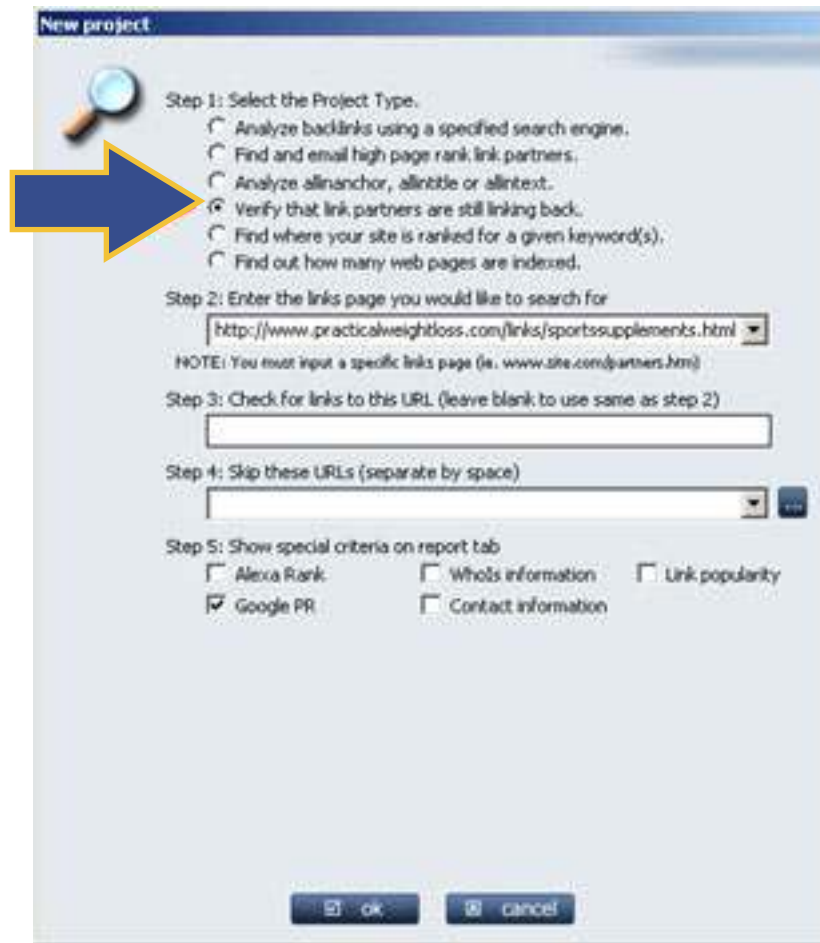 New project
Step 1: Select the Project Type.
Analyze backlinks using a specified search engine.
Find and email high page rank link partners.
Analyze allinanchor, allintitle or allintext.
Verify that link partners are still linking back.
Find where your site is ranked for a given keyword(s).
Find out how many web pages are indexed.
Step 2: Enter the links page you would like to search for
http://www.practicalweightloss.com/links/sportssupplements.html
NOTE: You must input a specific links page (ie. www.site.com/partners.htm)
Step 3: Check for links to this URL (leave blank to use same as step 2)
Step 4: Skip these URLs (separate by space)
...
Step 5: Show special criteria on report tab
Alexa Rank WhoIs information Link popularity
Google PR Contact information
ok cancel